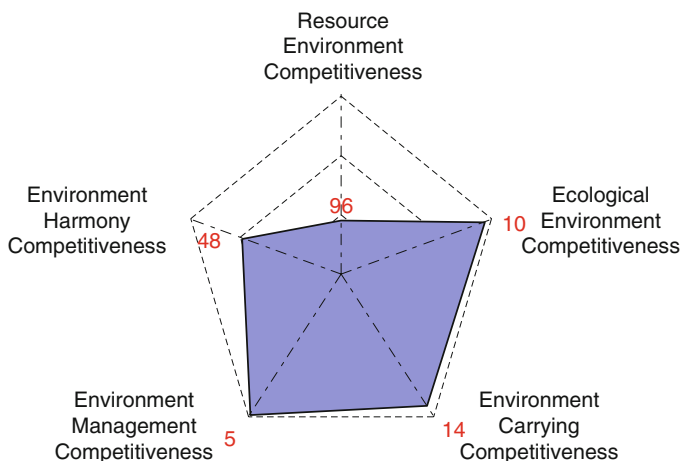 Resource
Environment
Competitiveness
96
Environment
Harmony
Competitiveness
48
Ecological
Environment
Competitiveness
10
Environment
Management
Competitiveness
5
Environment
Carrying
Competitiveness
14